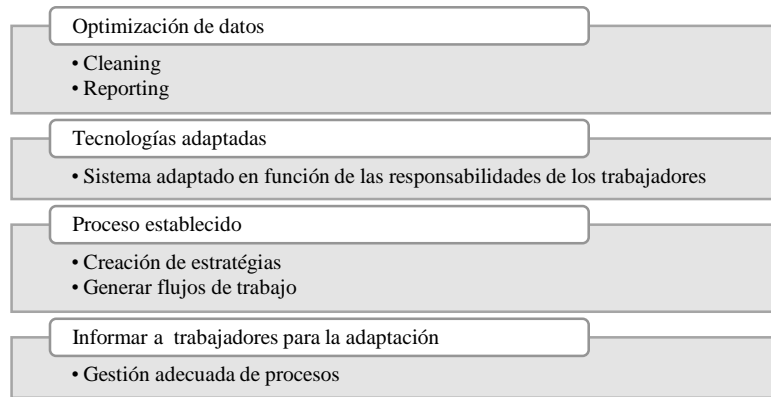 Optimización de datos
• Cleaning
• Reporting
Tecnologías adaptadas
• Sistema adaptado en función de las responsabilidades de los trabajadores
Proceso establecido
• Creación de estratégias
• Generar flujos de trabajo
Informar a trabajadores para la adaptación
• Gestión adecuada de procesos